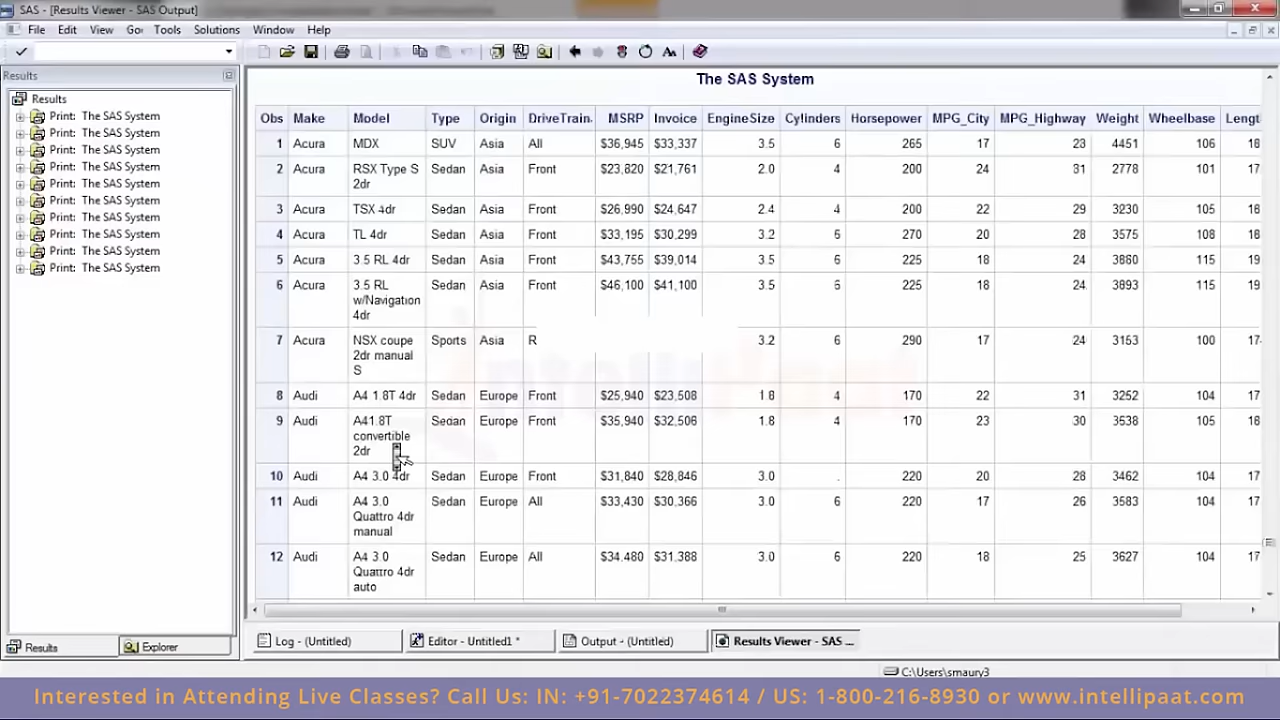 SAS - [Results Viewer - SAS Output]
File Edit View Go Tools Solutions Window Help
Results
Results
Print: The SAS System
Print: The SAS System
Print: The SAS System
Print: The SAS System
Print: The SAS System
Print: The SAS System
Print: The SAS System
Print: The SAS System
Print: The SAS System
Print: The SAS System
Results Explorer
The SAS System
Obs Make Model Type Origin DriveTrain MSRP Invoice EngineSize Cylinders Horsepower MPG_City MPG_Highway Weight Wheelbase Lengt
1 Acura MDX SUV Asia All $36,945 $33,337 3.5 6 265 17 23 4451 106 18
2 Acura RSX Type S Sedan Asia Front $23,820 $21,761 2.0 4 200 24 31 2778 101 17
2dr
3 Acura TSX 4dr Sedan Asia Front $26,990 $24,647 2.4 4 200 22 29 3230 105 18
4 Acura TL 4dr Sedan Asia Front $33,195 $30,299 3.2 6 270 20 28 3575 108 18
5 Acura 3.5 RL 4dr Sedan Asia Front $43,755 $39,014 3.5 6 225 18 24 3880 115 19
6 Acura 3.5 RL Sedan Asia Front $46,100 $41,100 3.5 6 225 18 24 3893 115 19
w/Navigation
4dr
7 Acura NSX coupe Sports Asia R 3.2 6 290 17 24 3153 100 17
2dr manual
S
8 Audi A4 1.8T 4dr Sedan Europe Front $25,940 $23,508 1.8 4 170 22 31 3252 104 17
9 Audi A41.8T Sedan Europe Front $35,940 $32,506 1.8 4 170 23 30 3538 105 18
convertible
2dr
10 Audi A4 3.0 4dr Sedan Europe Front $31,840 $28,846 3.0 . 220 20 28 3462 104 17
11 Audi A4 3.0 Sedan Europe All $33,430 $30,366 3.0 6 220 17 26 3583 104 17
Quattro 4dr
manual
12 Audi A4 3.0 Sedan Europe All $34,480 $31,388 3.0 6 220 18 25 3627 104 17
Quattro 4dr
auto
Log - (Untitled) Editor - Untitled1 * Output - (Untitled) Results Viewer - SAS ...
C:\Users\smaury3
Interested in Attending Live Classes? Call Us: IN: +91-7022374614 / US: 1-800-216-8930 or www.intellipaat.com